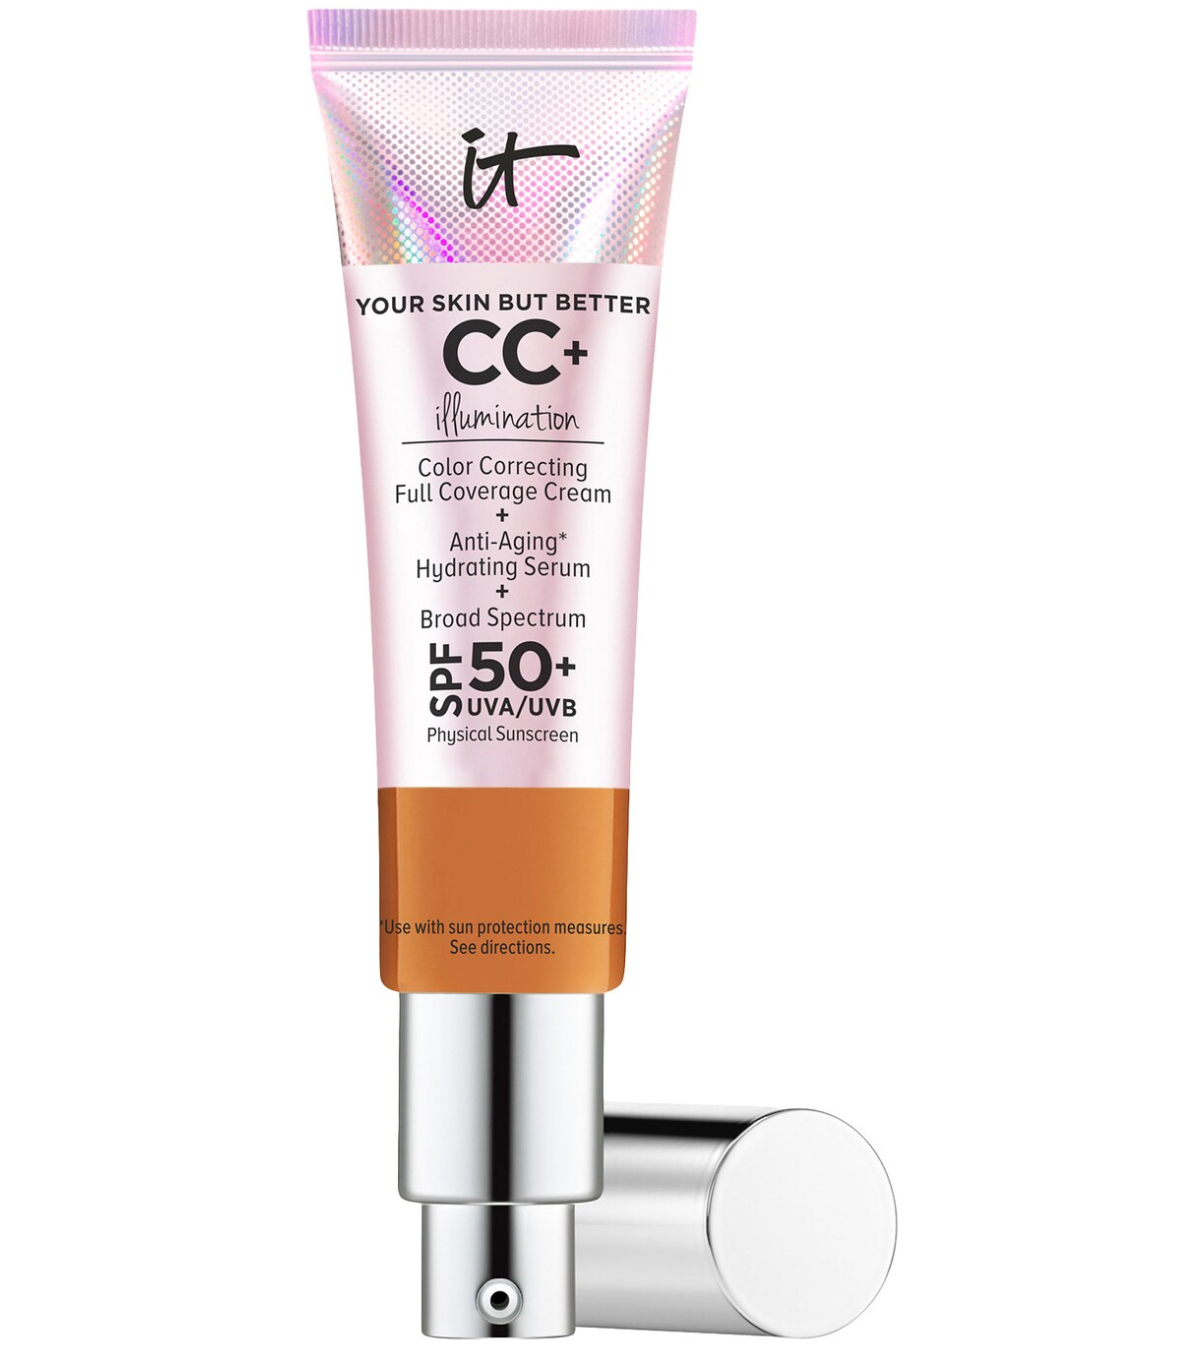 it
YOUR SKIN BUT BETTER
CC+
illumination
Color Correcting
Full Coverage Cream
+
Anti-Aging*
Hydrating Serum
+
Broad Spectrum
SPF 50+
UVA/UVB
Physical Sunscreen
*Use with sun protection measures.
See directions.